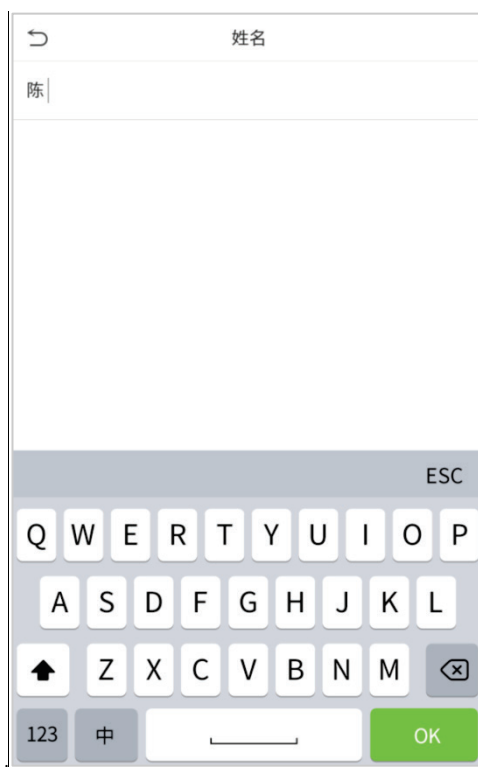 姓名
陈
ESC
Q W E R T Y U I O P
A S D F G H J K L
Z X C V B N M
123 中 OK